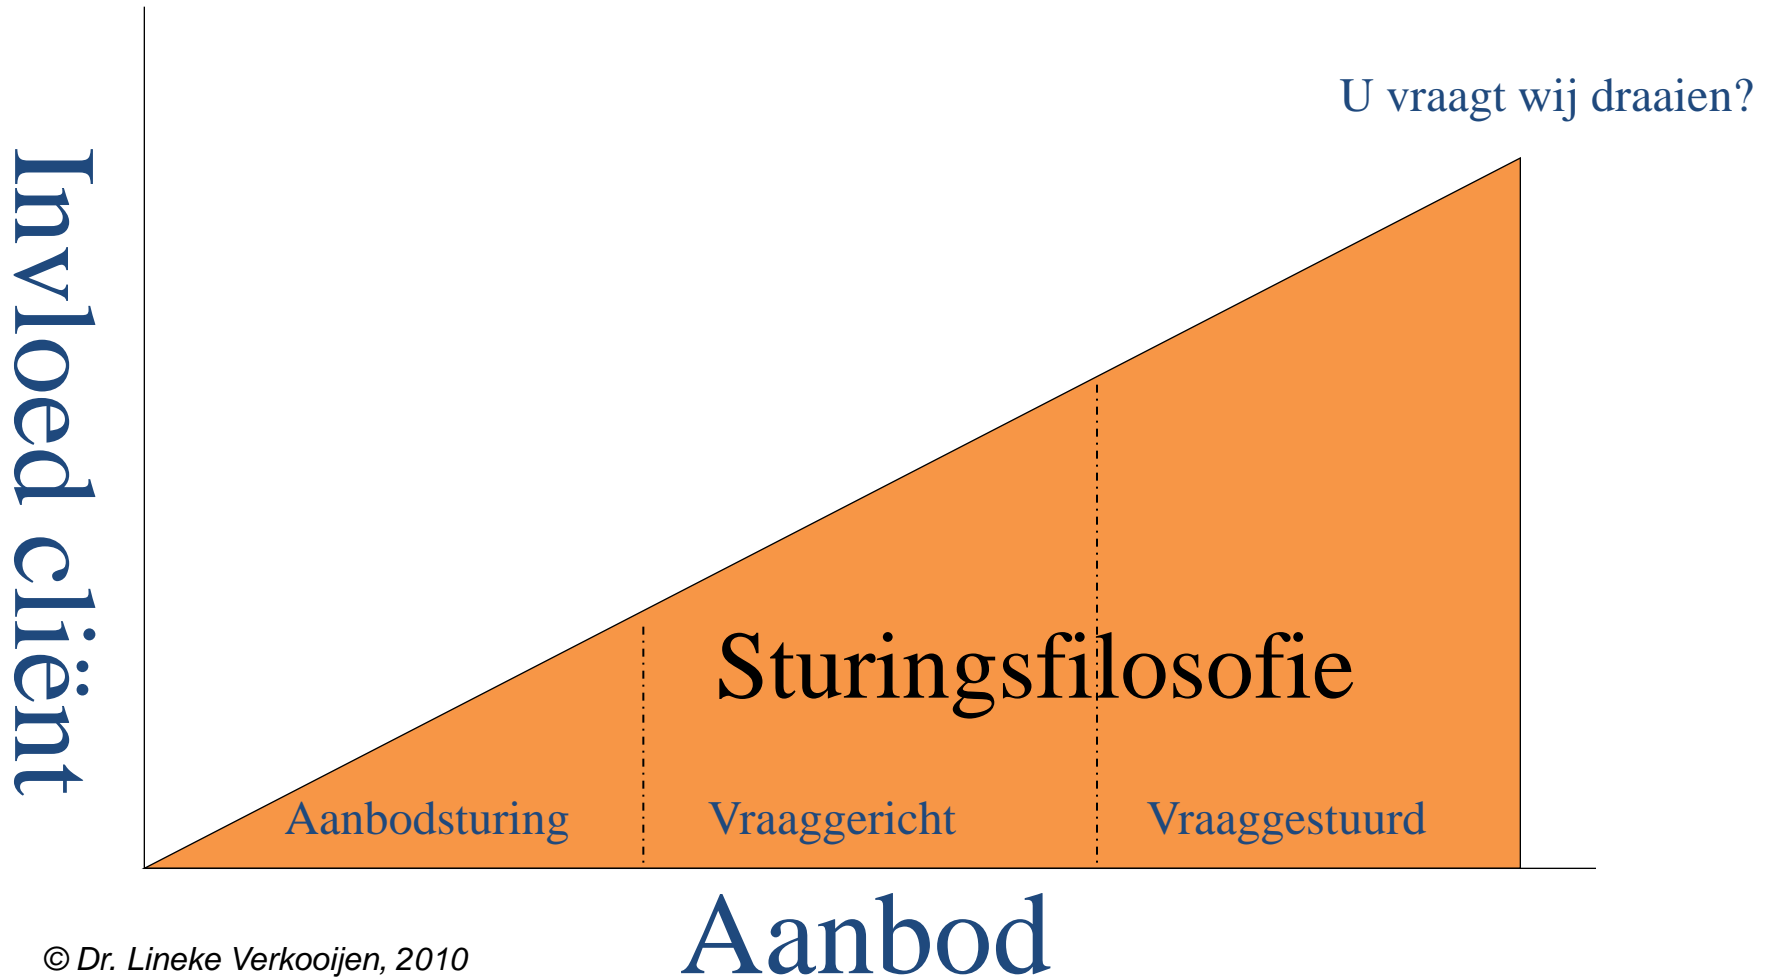 U vraagt wij draaien?
Invloed cliënt
Sturingsfilosofie
Aanbodsturing
Vraaggericht
Vraaggestuurd
Aanbod
© Dr. Lineke Verkooijen, 2010